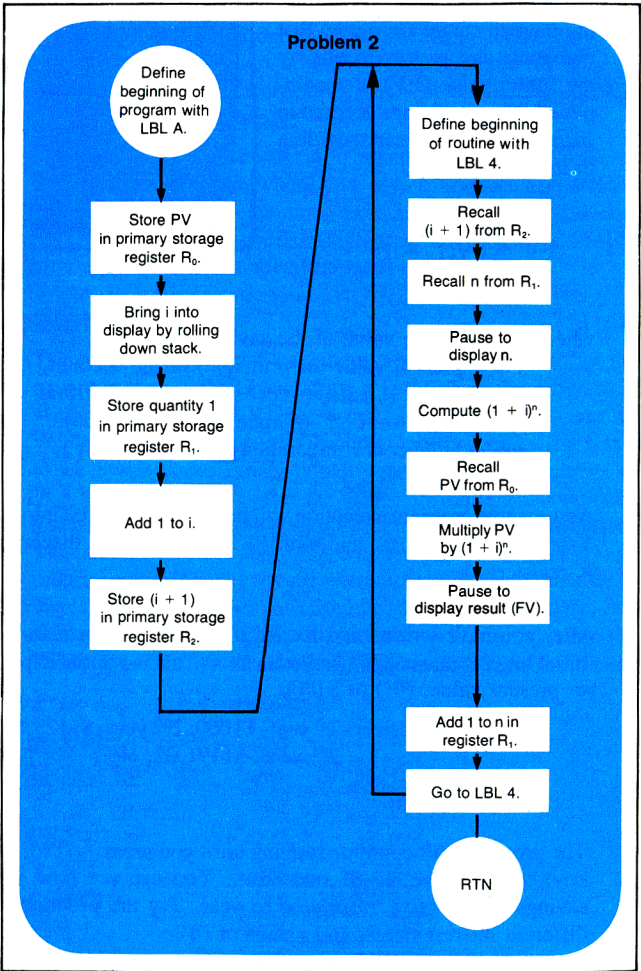 Problem 2
Define
beginning of
program with
LBL A.
Store PV
in primary storage
register R₀.
Bring i into
display by rolling
down stack.
Store quantity 1
in primary storage
register R₁.
Add 1 to i.
Store (i + 1)
in primary storage
register R₂.
Define beginning
of routine with
LBL 4.
Recall
(i + 1) from R₂.
Recall n from R₁.
Pause to
display n.
Compute (1 + i)ⁿ.
Recall
PV from R₀.
Multiply PV
by (1 + i)ⁿ.
Pause to
display result (FV).
Add 1 to n in
register R₁.
Go to LBL 4.
RTN